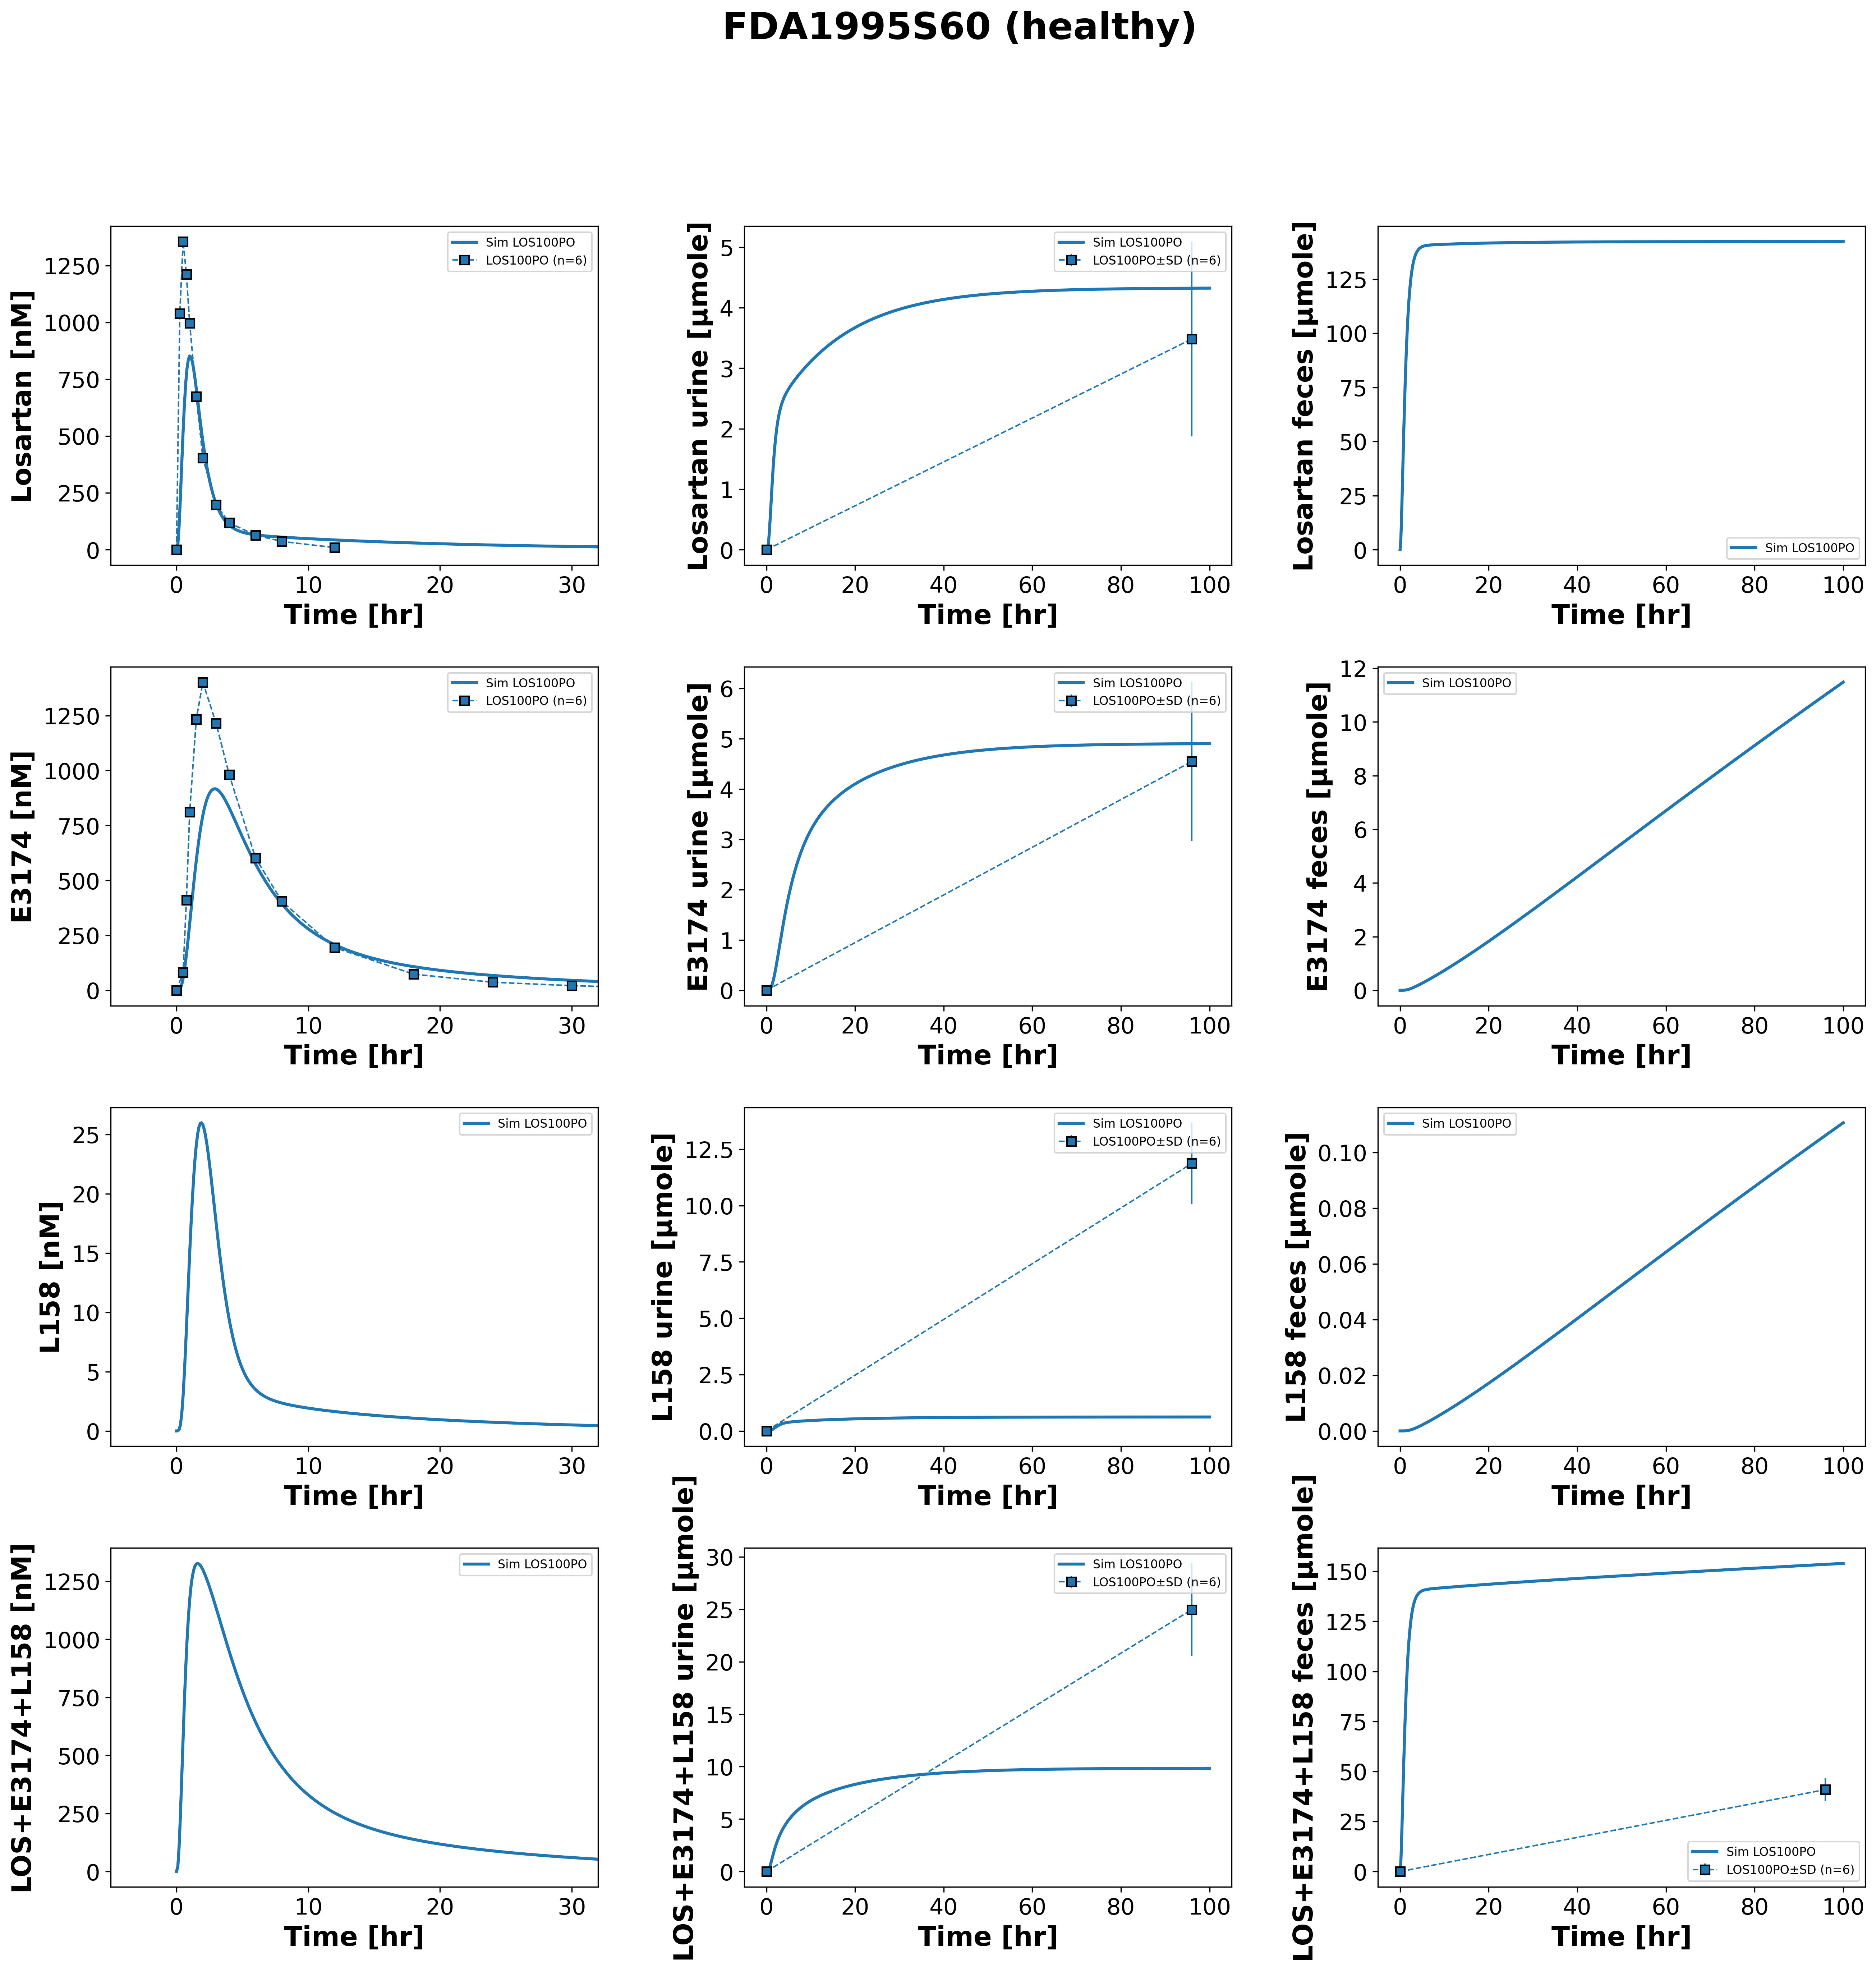 FDA1995S60 (healthy)
Losartan [nM]
1250
1000
750
500
250
0
0 10 20 30
Time [hr]
Sim LOS100PO
LOS100PO (n=6)
Losartan urine [µmole]
5
4
3
2
1
0
0 20 40 60 80 100
Time [hr]
Sim LOS100PO
LOS100PO±SD (n=6)
Losartan feces [µmole]
125
100
75
50
25
0
0 20 40 60 80 100
Time [hr]
Sim LOS100PO
E3174 [nM]
1250
1000
750
500
250
0
0 10 20 30
Time [hr]
Sim LOS100PO
LOS100PO (n=6)
E3174 urine [µmole]
6
5
4
3
2
1
0
0 20 40 60 80 100
Time [hr]
Sim LOS100PO
LOS100PO±SD (n=6)
E3174 feces [µmole]
12
10
8
6
4
2
0
0 20 40 60 80 100
Time [hr]
Sim LOS100PO
L158 [nM]
25
20
15
10
5
0
0 10 20 30
Time [hr]
Sim LOS100PO
L158 urine [µmole]
12.5
10.0
7.5
5.0
2.5
0.0
0 20 40 60 80 100
Time [hr]
Sim LOS100PO
LOS100PO±SD (n=6)
L158 feces [µmole]
0.10
0.08
0.06
0.04
0.02
0.00
0 20 40 60 80 100
Time [hr]
Sim LOS100PO
LOS+E3174+L158 [nM]
1250
1000
750
500
250
0
0 10 20 30
Time [hr]
Sim LOS100PO
LOS+E3174+L158 urine [µmole]
30
25
20
15
10
5
0
0 20 40 60 80 100
Time [hr]
Sim LOS100PO
LOS100PO±SD (n=6)
LOS+E3174+L158 feces [µmole]
150
125
100
75
50
25
0
0 20 40 60 80 100
Time [hr]
Sim LOS100PO
LOS100PO±SD (n=6)